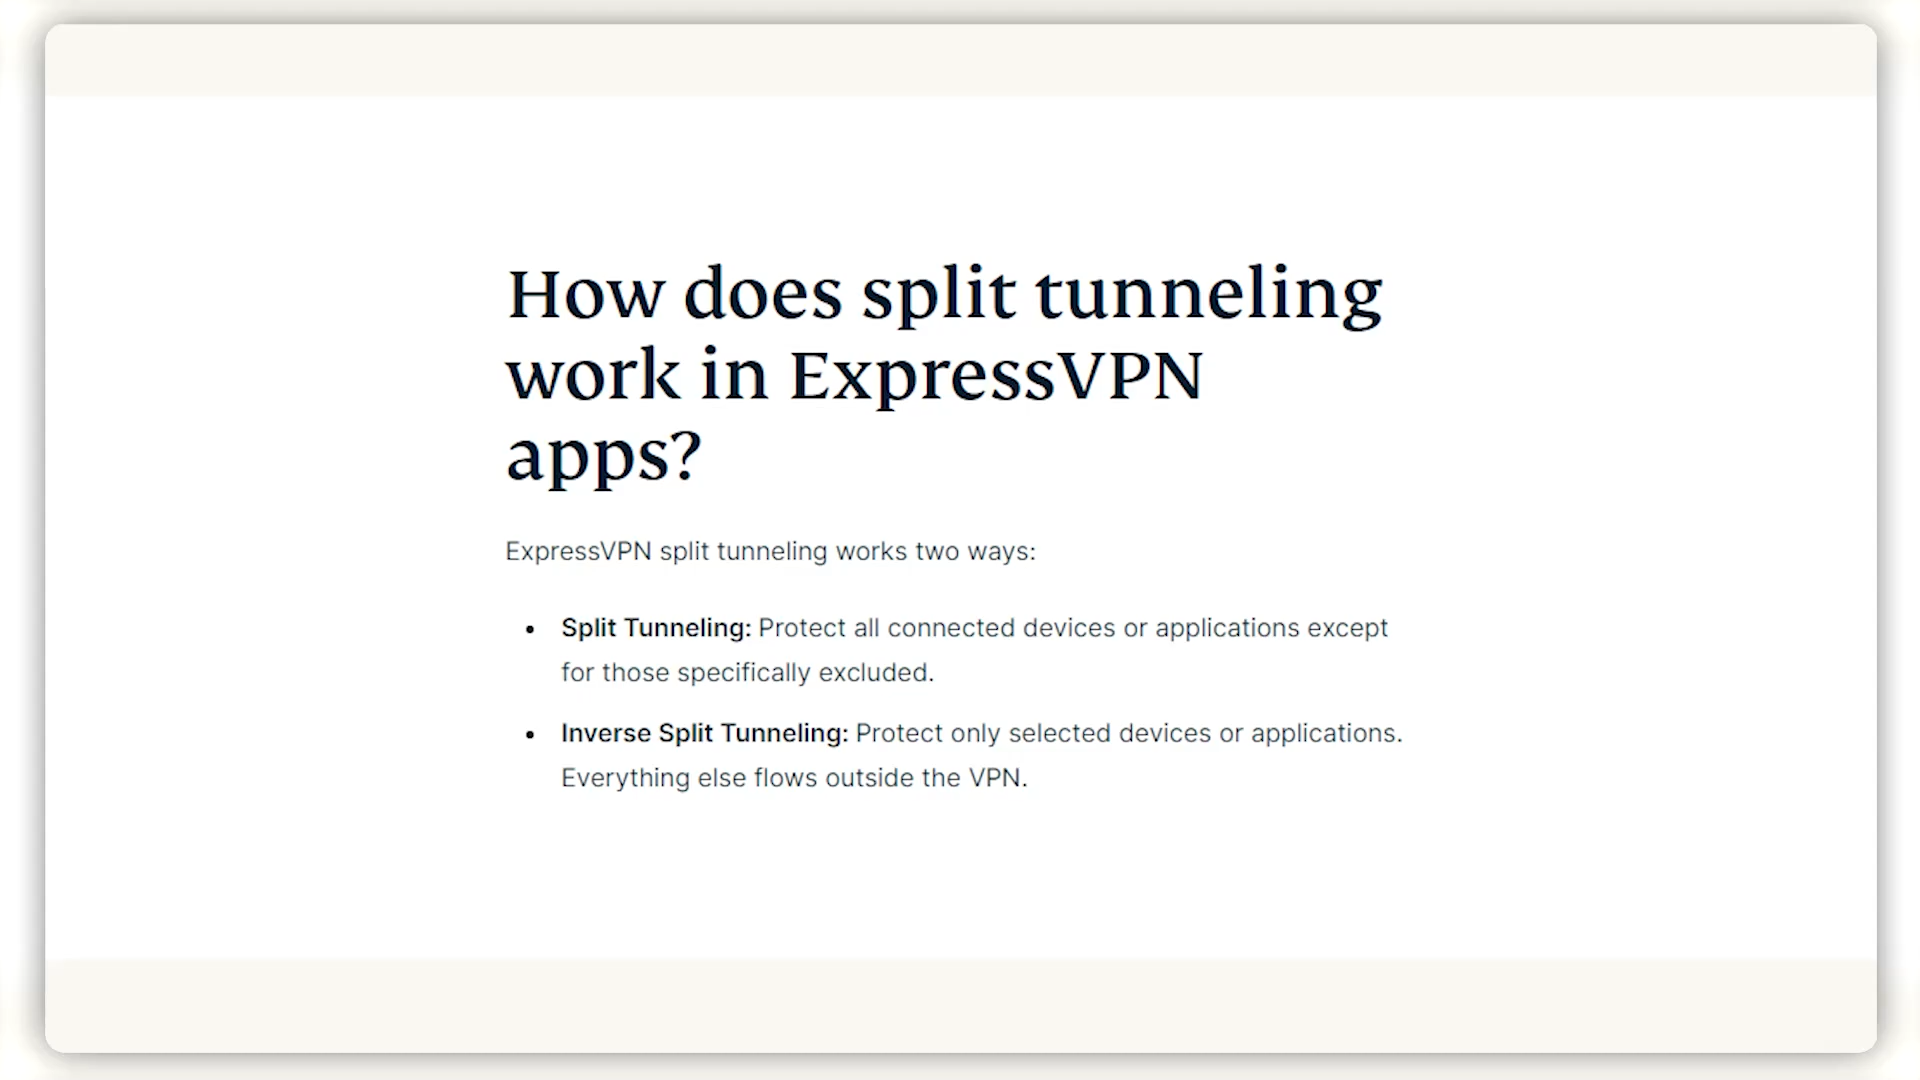 How does split tunneling
work in ExpressVPN
apps?
ExpressVPN split tunneling works two ways:
• Split Tunneling: Protect all connected devices or applications except
for those specifically excluded.
• Inverse Split Tunneling: Protect only selected devices or applications.
Everything else flows outside the VPN.